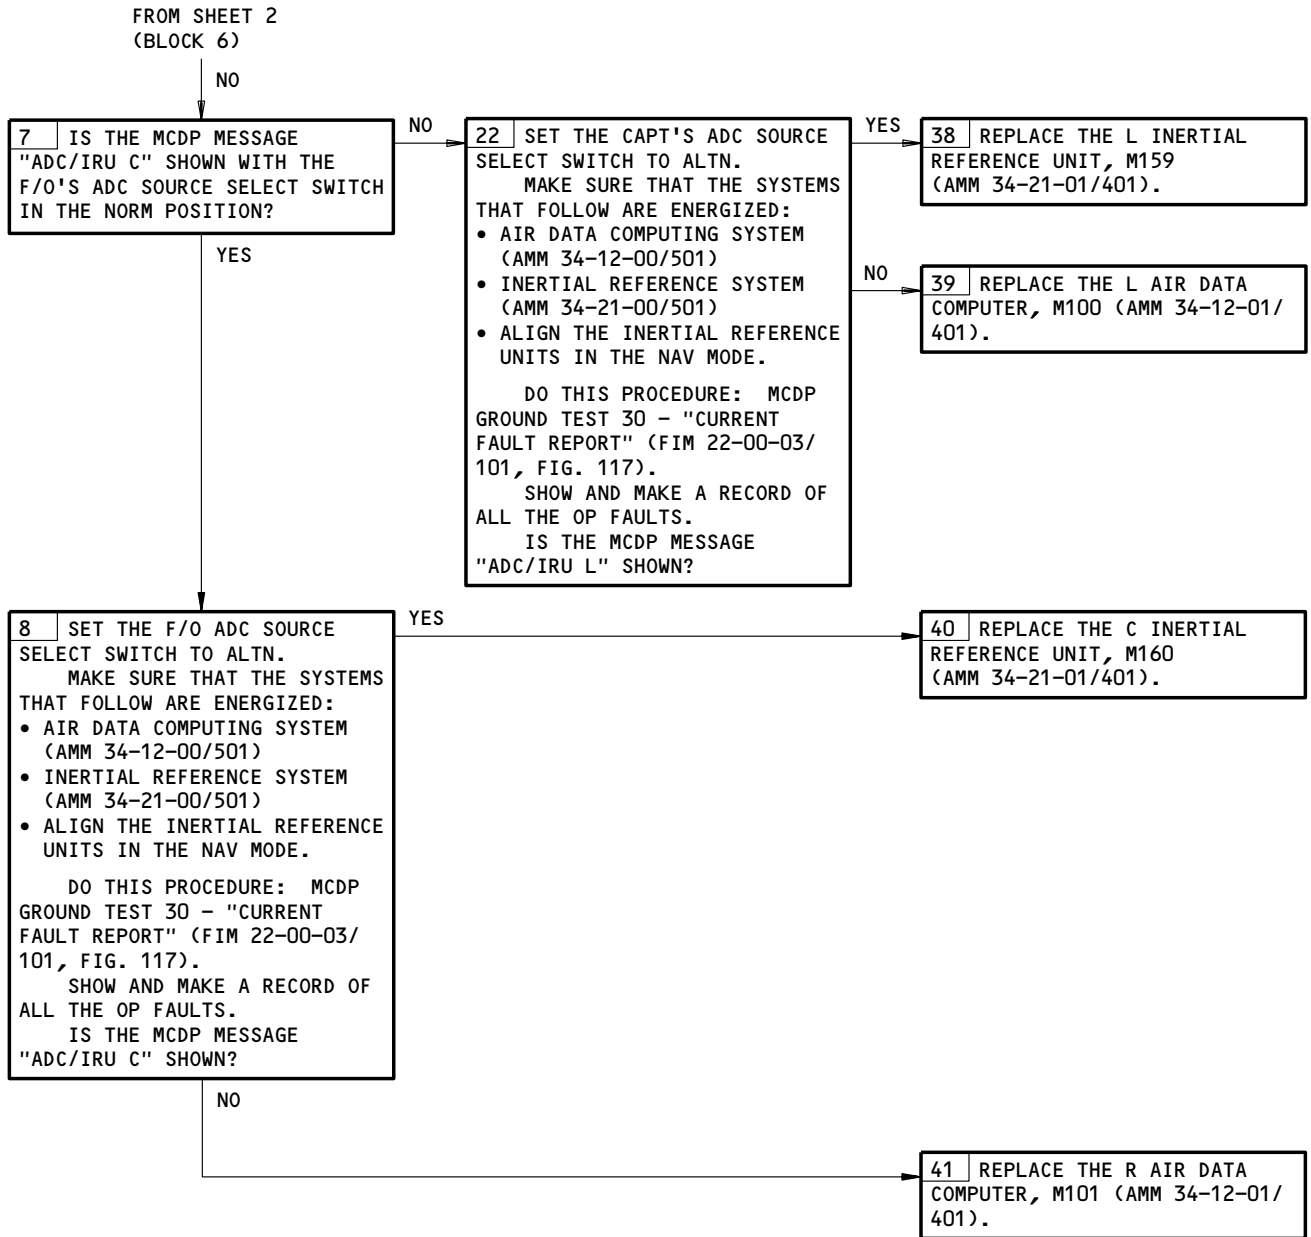 FROM SHEET 2
(BLOCK 6)
NO
7 IS THE MCDP MESSAGE
"ADC/IRU C" SHOWN WITH THE
F/O'S ADC SOURCE SELECT SWITCH
IN THE NORM POSITION?
NO
YES
22 SET THE CAPT'S ADC SOURCE
SELECT SWITCH TO ALTN.
MAKE SURE THAT THE SYSTEMS
THAT FOLLOW ARE ENERGIZED:
• AIR DATA COMPUTING SYSTEM
(AMM 34-12-00/501)
• INERTIAL REFERENCE SYSTEM
(AMM 34-21-00/501)
• ALIGN THE INERTIAL REFERENCE
UNITS IN THE NAV MODE.
DO THIS PROCEDURE: MCDP
GROUND TEST 30 - "CURRENT
FAULT REPORT" (FIM 22-00-03/
101, FIG. 117).
SHOW AND MAKE A RECORD OF
ALL THE OP FAULTS.
IS THE MCDP MESSAGE
"ADC/IRU L" SHOWN?
YES
38 REPLACE THE L INERTIAL
REFERENCE UNIT, M159
(AMM 34-21-01/401).
NO
39 REPLACE THE L AIR DATA
COMPUTER, M100 (AMM 34-12-01/
401).
8 SET THE F/O ADC SOURCE
SELECT SWITCH TO ALTN.
MAKE SURE THAT THE SYSTEMS
THAT FOLLOW ARE ENERGIZED:
• AIR DATA COMPUTING SYSTEM
(AMM 34-12-00/501)
• INERTIAL REFERENCE SYSTEM
(AMM 34-21-00/501)
• ALIGN THE INERTIAL REFERENCE
UNITS IN THE NAV MODE.
DO THIS PROCEDURE: MCDP
GROUND TEST 30 - "CURRENT
FAULT REPORT" (FIM 22-00-03/
101, FIG. 117).
SHOW AND MAKE A RECORD OF
ALL THE OP FAULTS.
IS THE MCDP MESSAGE
"ADC/IRU C" SHOWN?
YES
40 REPLACE THE C INERTIAL
REFERENCE UNIT, M160
(AMM 34-21-01/401).
NO
41 REPLACE THE R AIR DATA
COMPUTER, M101 (AMM 34-12-01/
401).